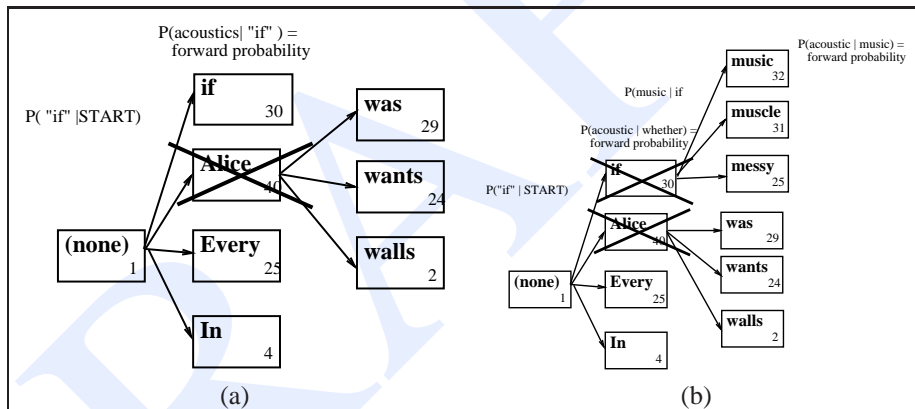 P(acoustics| "if" ) =
forward probability
P( "if" |START)
if
30
Alice
40
Every
25
In
4
(none)
1
was
29
wants
24
walls
2
(a)
P(acoustic | music) =
forward probability
P(music | if
P(acoustic | whether) =
forward probability
P("if" | START)
music
32
muscle
31
messy
25
if
30
Alice
40
Every
25
In
4
(none)
1
was
29
wants
24
walls
2
(b)